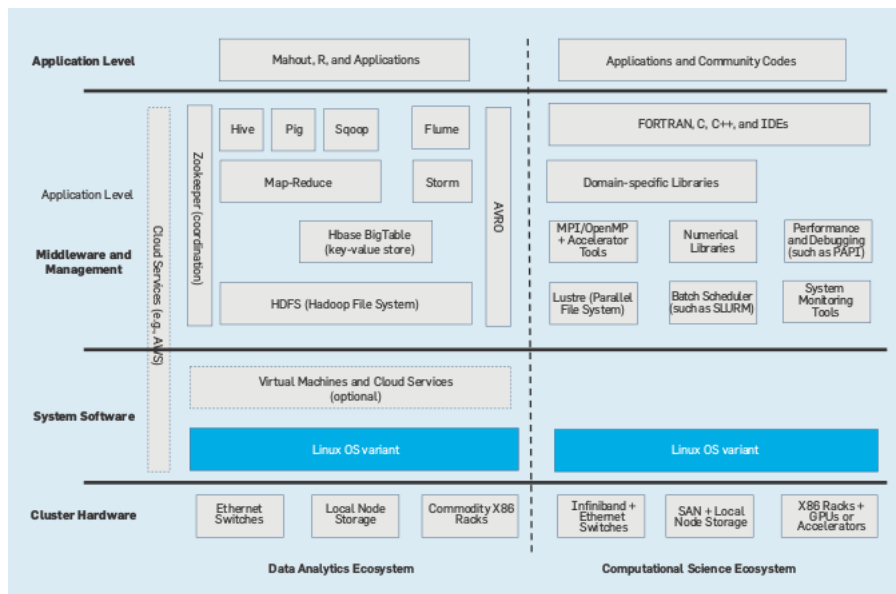 Application Level
Mahout, R, and Applications
Applications and Community Codes
Cloud Services (e.g., AWS)
Zookeeper (coordination)
Hive
Pig
Sqoop
Flume
AVRO
FORTRAN, C, C++, and IDEs
Application Level
Map-Reduce
Storm
Domain-specific Libraries
Middleware and
Management
Hbase BigTable
(key-value store)
MPI/OpenMP
+ Accelerator
Tools
Numerical
Libraries
Performance
and Debugging
(such as PAPI)
HDFS (Hadoop File System)
Lustre (Parallel
File System)
Batch Scheduler
(such as SLURM)
System
Monitoring
Tools
System Software
Virtual Machines and Cloud Services
(optional)
Linux OS variant
Linux OS variant
Cluster Hardware
Ethernet
Switches
Local Node
Storage
Commodity X86
Racks
Infiniband +
Ethernet
Switches
SAN + Local
Node Storage
X86 Racks +
GPUs or
Accelerators
Data Analytics Ecosystem
Computational Science Ecosystem